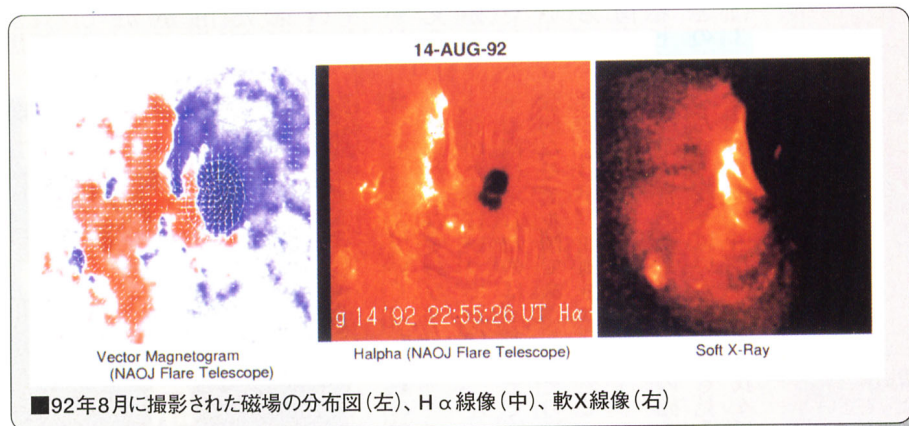 14-AUG-92
g 14'92 22:55:26 UT Hα
Vector Magnetogram
(NAOJ Flare Telescope)
Halpha (NAOJ Flare Telescope)
Soft X-Ray
■92年8月に撮影された磁場の分布図(左)、Hα線像(中)、軟X線像(右)